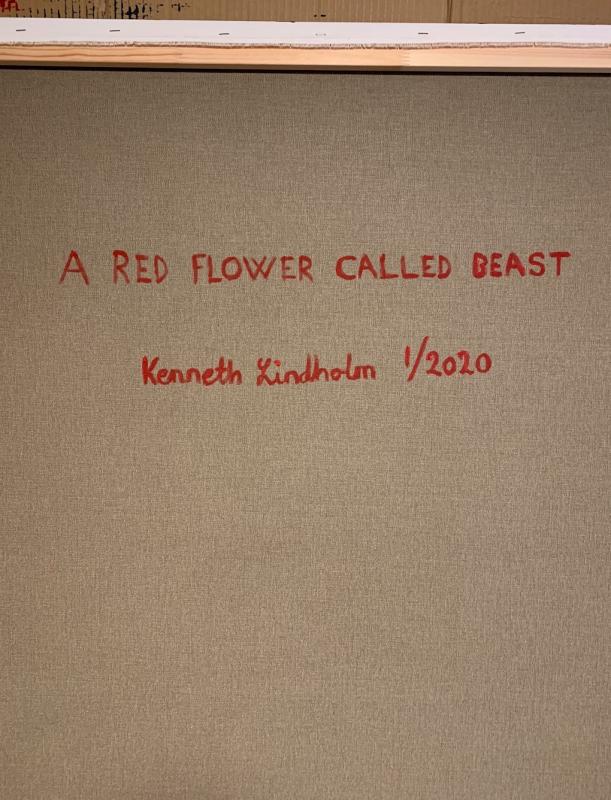 A RED FLOWER CALLED BEAST
Kenneth Lindholm 1/2020